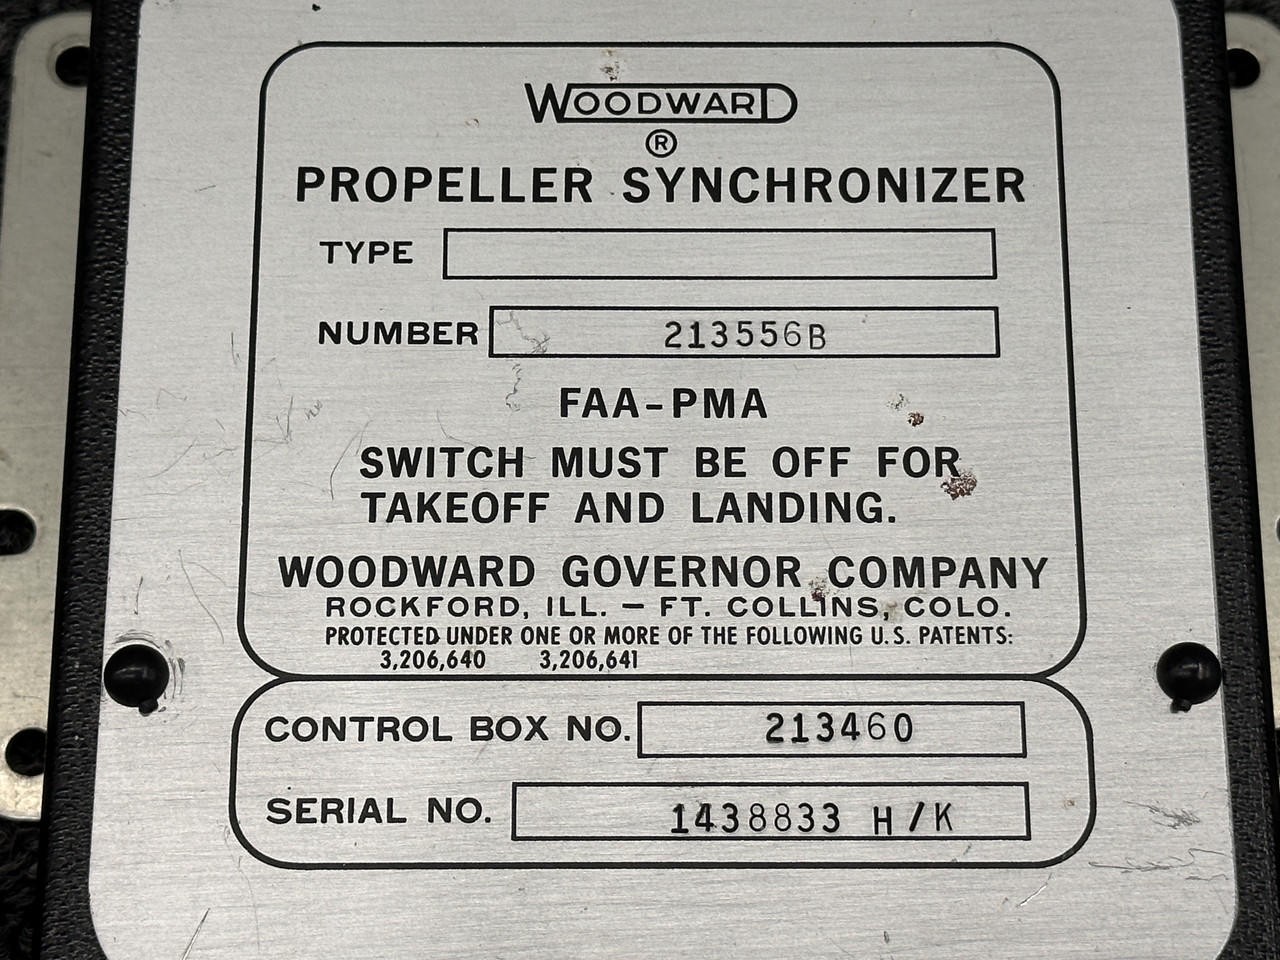 WOODWARD
®
PROPELLER SYNCHRONIZER
TYPE
NUMBER 213556B
FAA-PMA
SWITCH MUST BE OFF FOR
TAKEOFF AND LANDING.
WOODWARD GOVERNOR COMPANY
ROCKFORD, ILL. — FT. COLLINS, COLO.
PROTECTED UNDER ONE OR MORE OF THE FOLLOWING U.S. PATENTS:
3,206,640 3,206,641
CONTROL BOX NO. 213460
SERIAL NO. 1438833 H/K